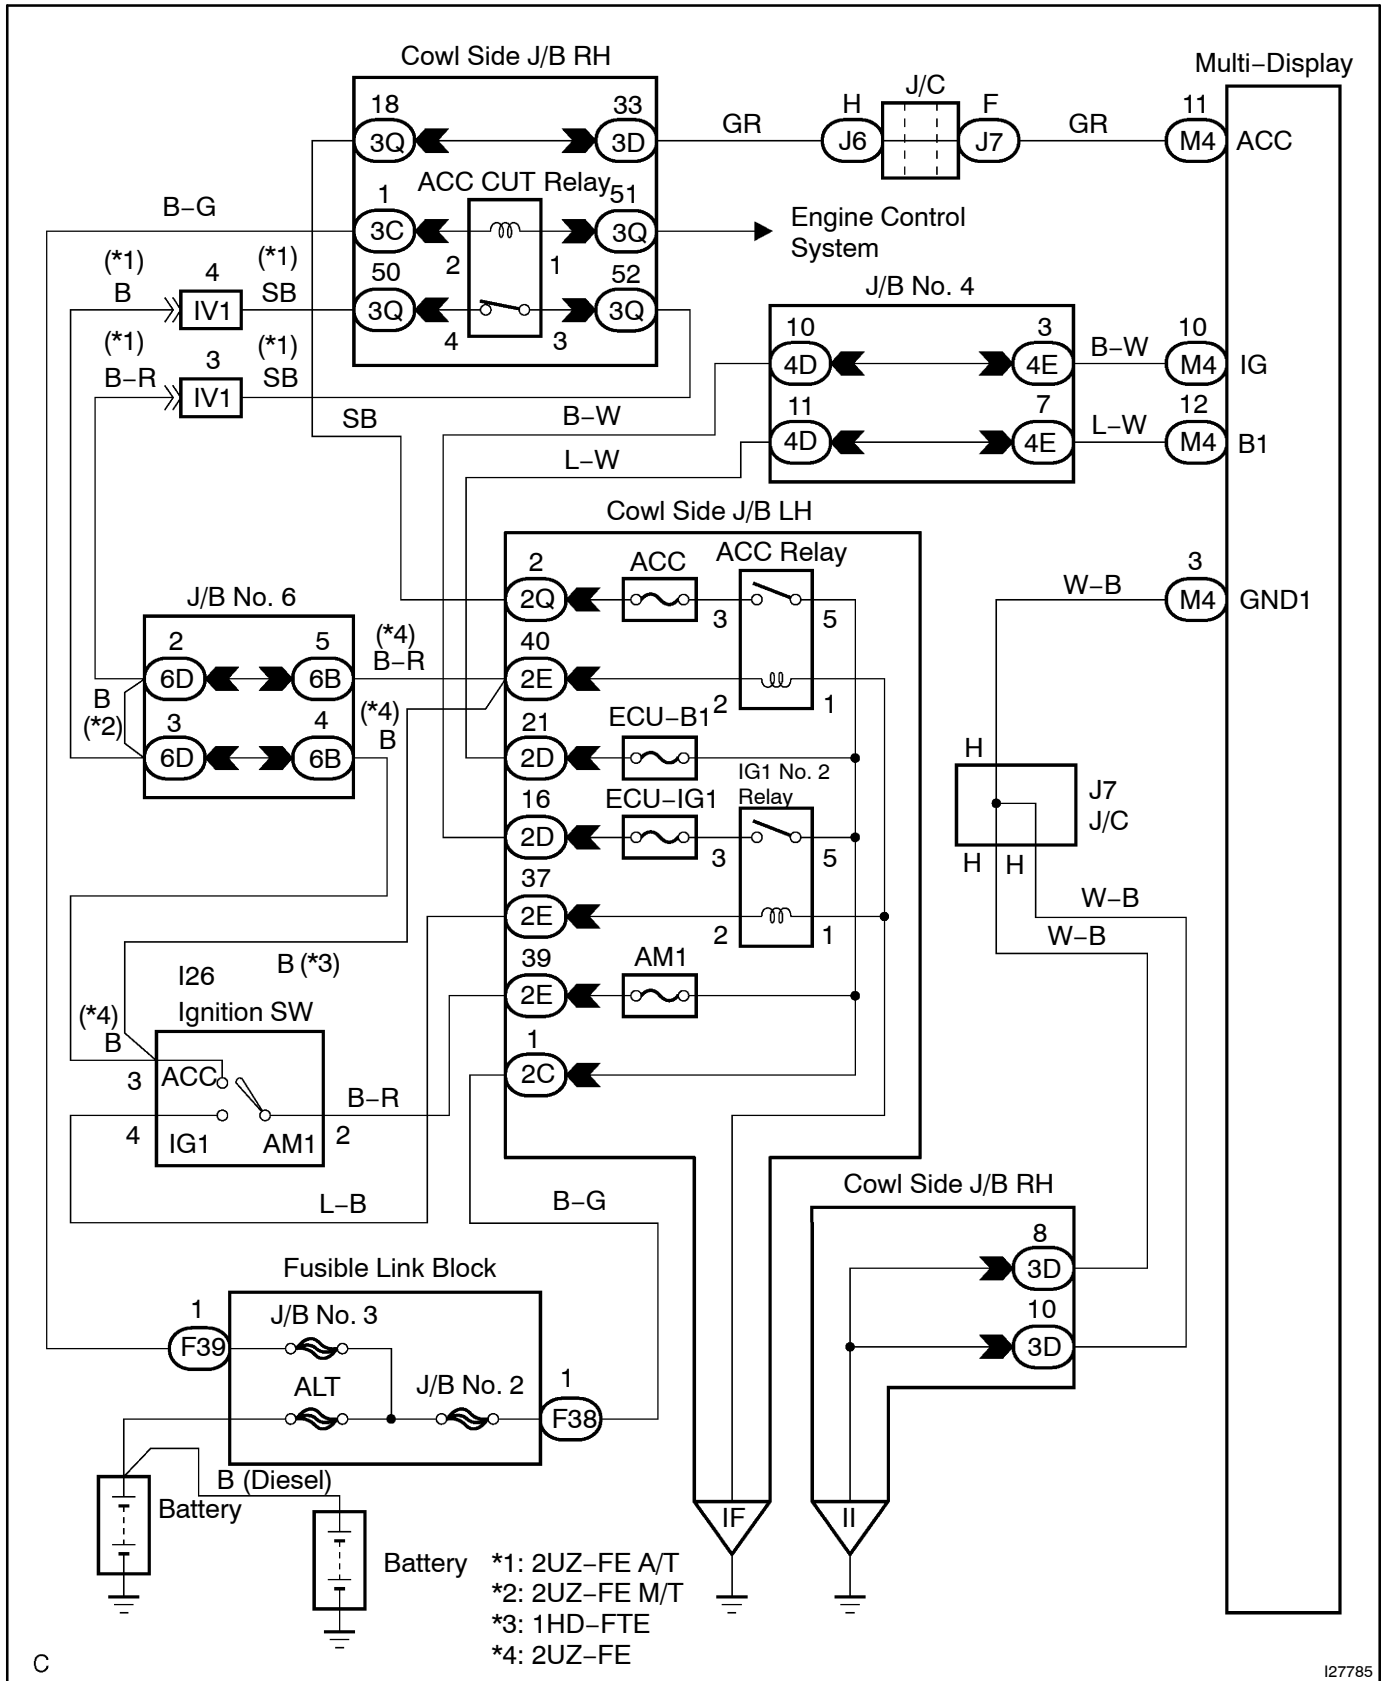 Cowl Side J/B RH
Multi−Display
J/C
18
33
H
F
11
3Q
3D
GR
J6
J7
GR
M4
ACC
ACC CUT Relay
1
51
B−G
3C
3Q
Engine Control
System
2
1
(*1)
B
4
(*1)
SB
IV1
50
52
3Q
3Q
4
3
J/B No. 4
(*1)
B−R
3
(*1)
SB
IV1
10
3
B−W
10
4D
4E
M4
IG
SB
B−W
11
7
L−W
12
4D
4E
M4
B1
L−W
Cowl Side J/B LH
2
ACC
ACC Relay
2Q
3
5
W−B
3
M4
GND1
J/B No. 6
2
5
(*4)
B−R
40
6D
6B
2E
2
1
B
(*2)
3
4
(*4)
B
6D
6B
21
ECU−B1
2D
IG1 No. 2
Relay
H
J7
J/C
16
ECU−IG1
2D
3
5
H
H
37
2E
2
1
W−B
W−B
B (*3)
39
AM1
2E
I26
Ignition SW
(*4)
B
1
2C
3
ACC
B−R
4
IG1
AM1
2
L−B
B−G
Cowl Side J/B RH
8
3D
10
3D
Fusible Link Block
1
J/B No. 3
F39
ALT
J/B No. 2
1
F38
B (Diesel)
Battery
IF
II
Battery
*1: 2UZ−FE A/T
*2: 2UZ−FE M/T
*3: 1HD−FTE
*4: 2UZ−FE
C
I27785